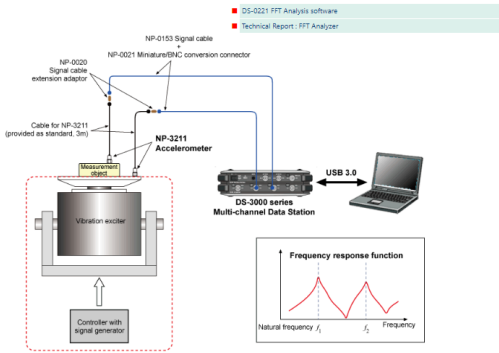 DS-0221 FFT Analysis software
Technical Report : FFT Analyzer
NP-0153 Signal cable
+
NP-0021 Miniature/BNC conversion connector
NP-0020
Signal cable
extension adaptor
Cable for NP-3211
(provided as standard, 3m)
NP-3211
Accelerometer
Measurement
object
USB 3.0
DS-3000 series
Multi-channel Data Station
Vibration exciter
Controller with
signal generator
Frequency response function
Natural frequency
f1
f2
Frequency